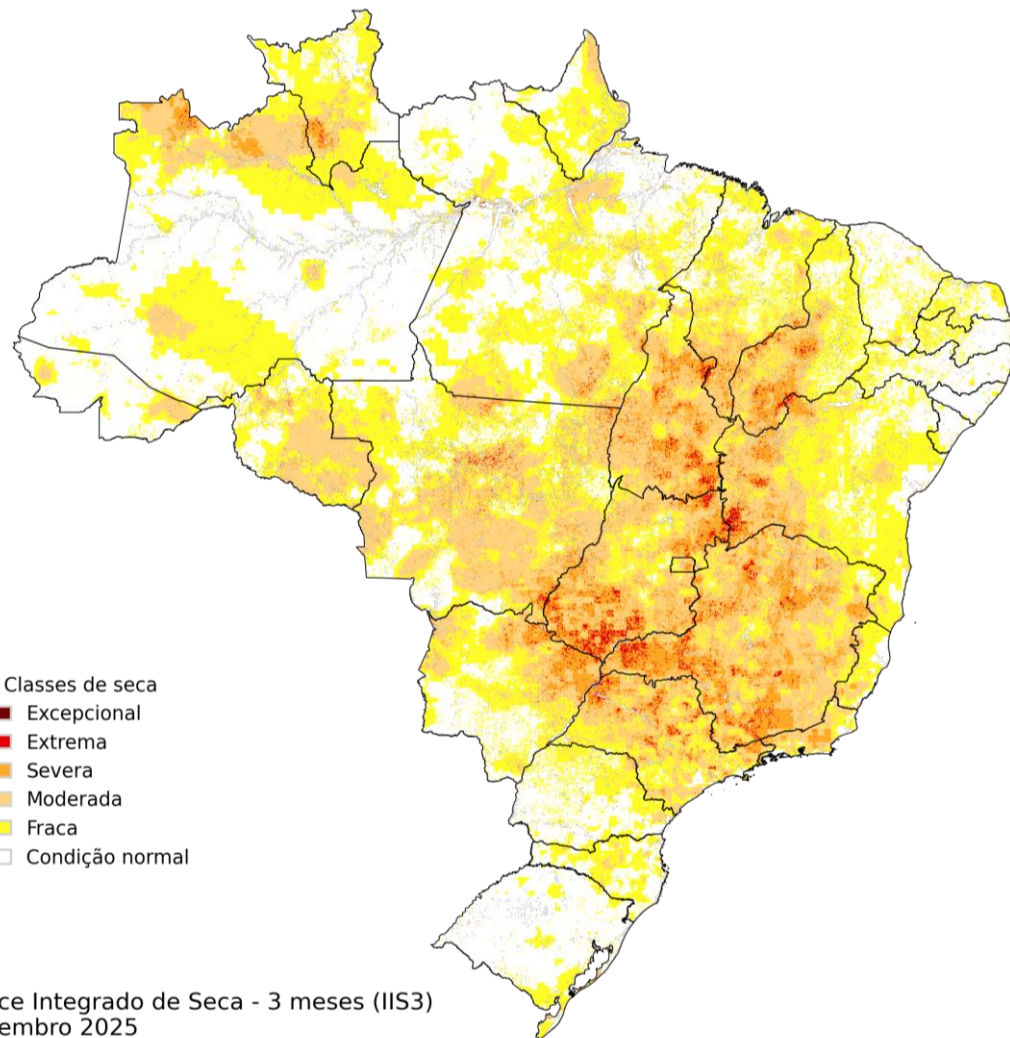 Classes de seca
Excepcional
Extrema
Severa
Moderada
Fraca
Condição normal
ce Integrado de Seca - 3 meses (IIS3)
embro 2025